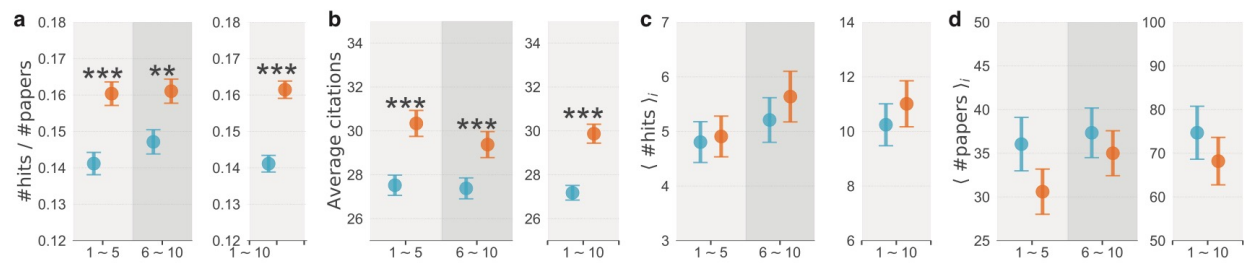 a
#hits / #papers
0.18
0.17
0.16
0.15
0.14
0.13
0.12
***
**
1 ~ 5
6 ~ 10
0.18
0.17
0.16
0.15
0.14
0.13
0.12
***
1 ~ 10
b
Average citations
34
32
30
28
26
***
***
1 ~ 5
6 ~ 10
34
32
30
28
26
***
1 ~ 10
c
⟨ #hits ⟩i
7
6
5
4
3
1 ~ 5
6 ~ 10
14
12
10
8
6
1 ~ 10
d
⟨ #papers ⟩i
50
45
40
35
30
25
1 ~ 5
6 ~ 10
100
90
80
70
60
50
1 ~ 10